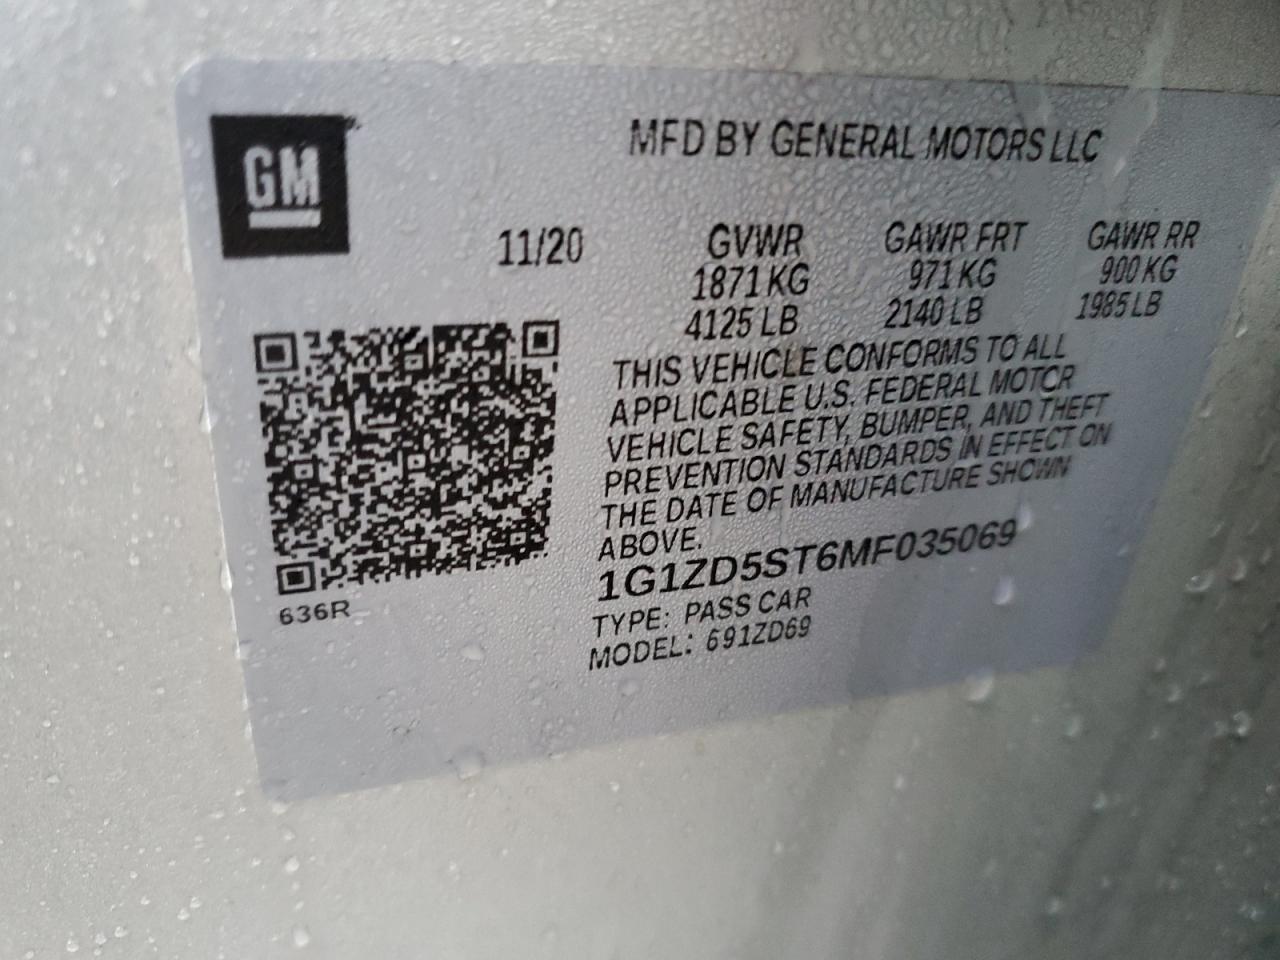 GM
MFD BY GENERAL MOTORS LLC
11/20 GVWR GAWR FRT GAWR RR
1871 KG 971 KG 900 KG
4125 LB 2140 LB 1985 LB
THIS VEHICLE CONFORMS TO ALL
APPLICABLE U.S. FEDERAL MOTOR
VEHICLE SAFETY, BUMPER, AND THEFT
PREVENTION STANDARDS IN EFFECT ON
THE DATE OF MANUFACTURE SHOWN
ABOVE.
1G1ZD5ST6MF035069
TYPE: PASS CAR
MODEL: 691ZD69
636R